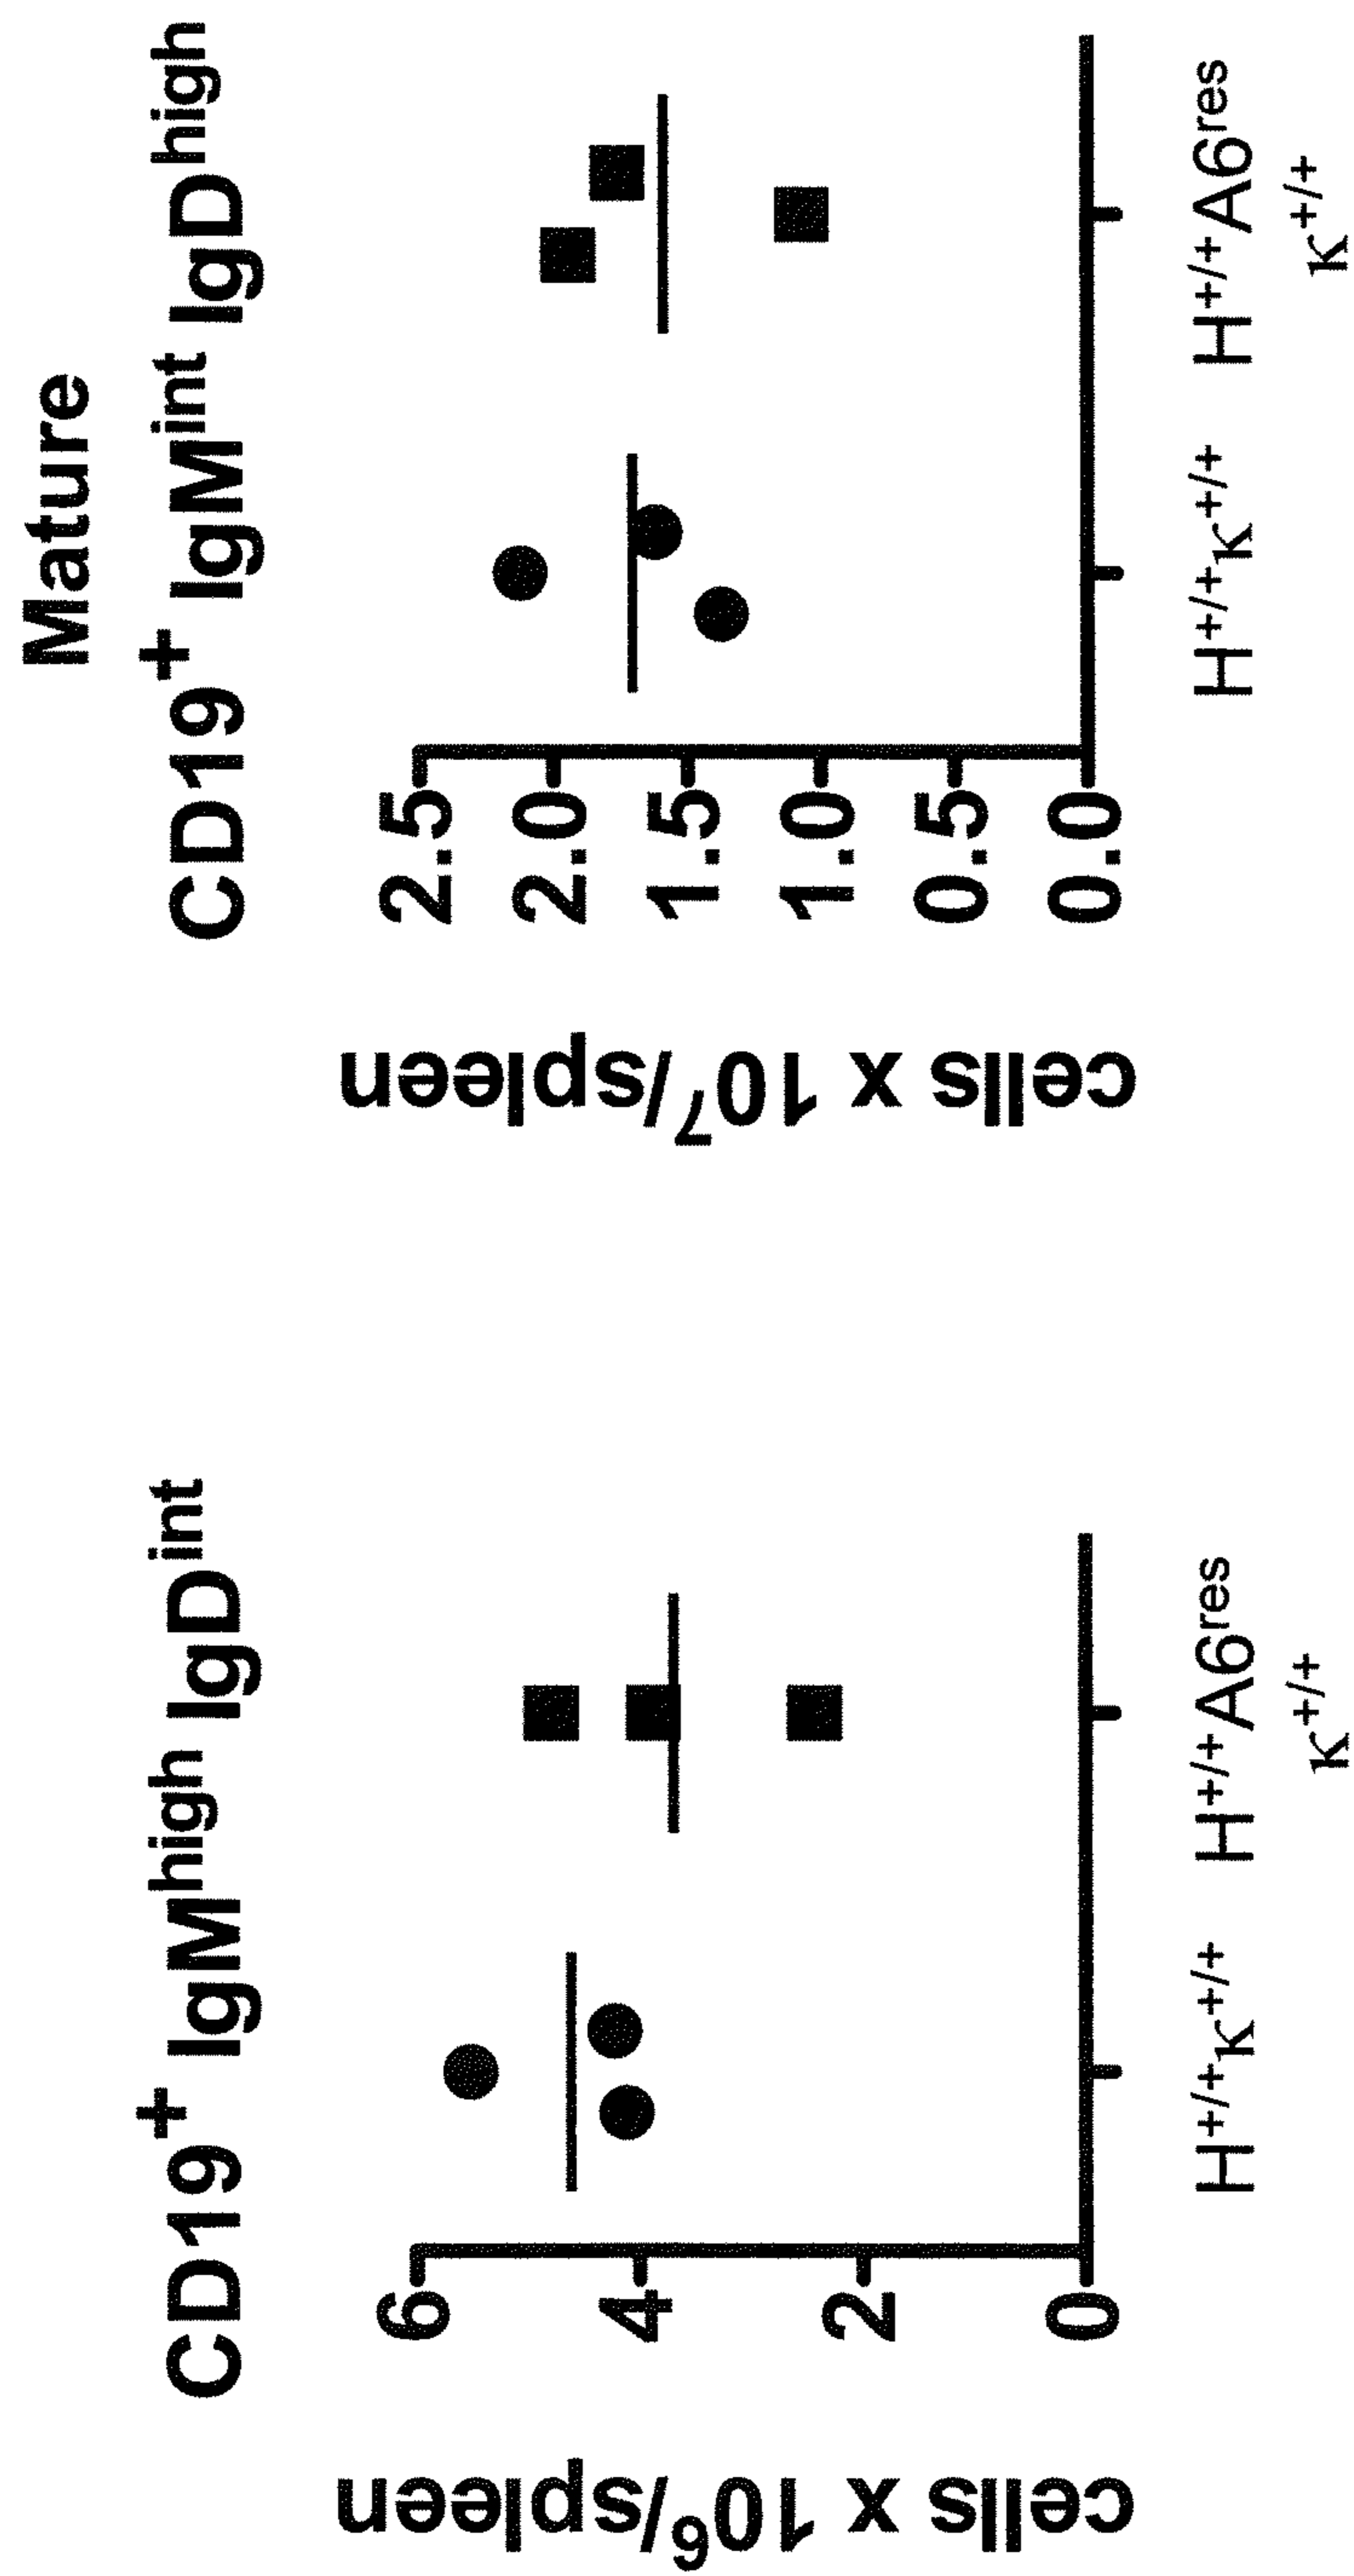 CD19⁺ IgMʰⁱᵍʰ IgDⁱⁿᵗ
cells x 10⁶/spleen
6
4
2
0
H⁺/⁺κ⁺/⁺
H⁺/⁺A6ʳᵉˢ
κ⁺/⁺
Mature
CD19⁺ IgMⁱⁿᵗ IgDʰⁱᵍʰ
cells x 10⁷/spleen
2.5
2.0
1.5
1.0
0.5
0.0
H⁺/⁺κ⁺/⁺
H⁺/⁺A6ʳᵉˢ
κ⁺/⁺